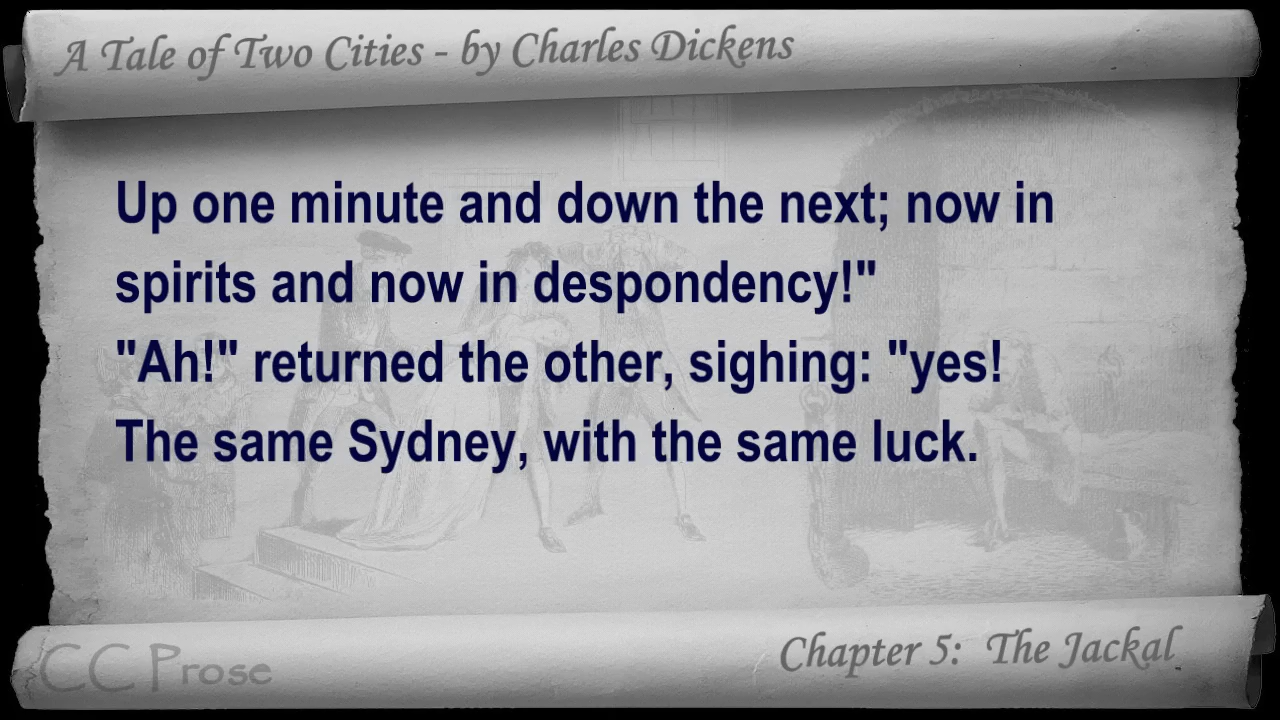 A Tale of Two Cities - by Charles Dickens
Up one minute and down the next; now in
spirits and now in despondency!"
"Ah!" returned the other, sighing: "yes!
The same Sydney, with the same luck.
CC Prose
Chapter 5: The Jackal